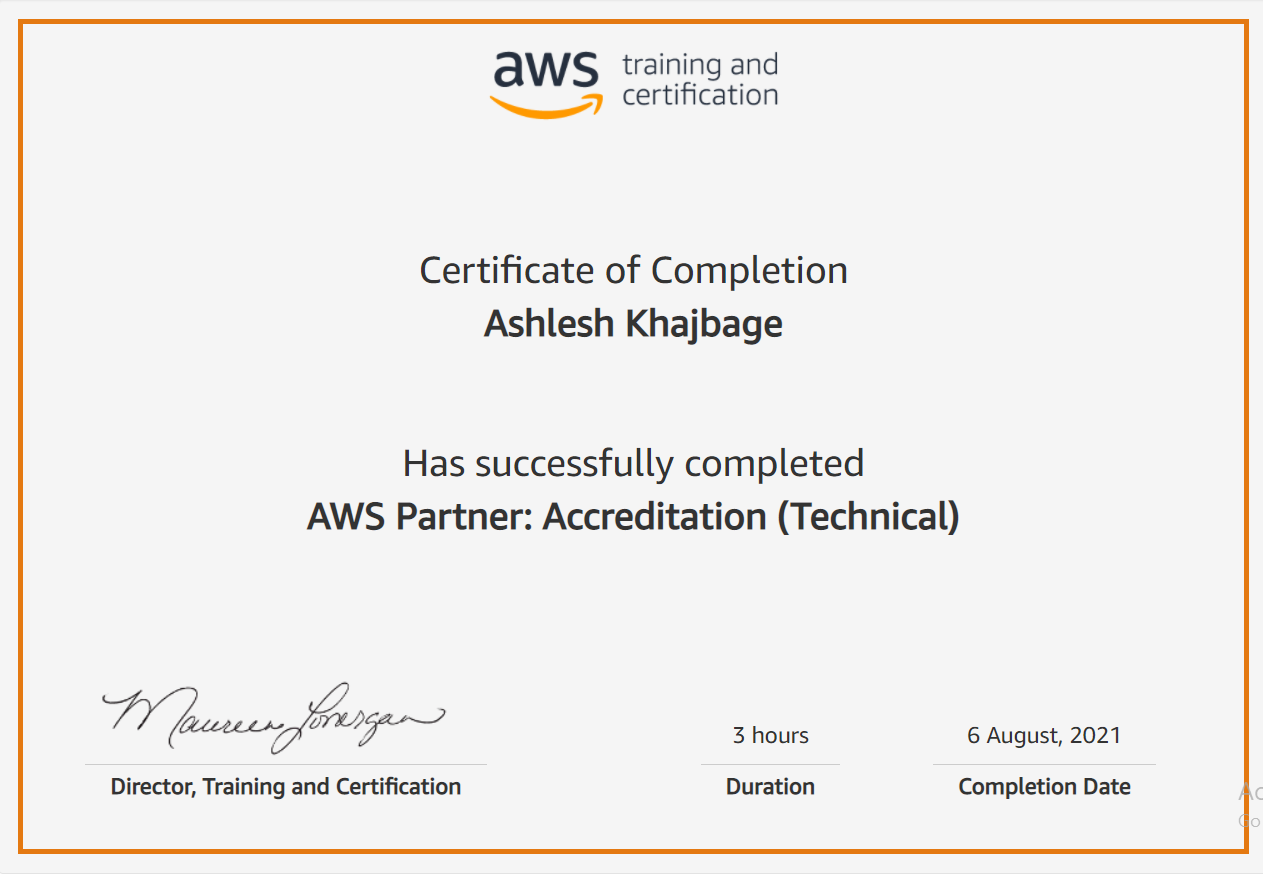 aws training and
certification
Certificate of Completion
Ashlesh Khajbage
Has successfully completed
AWS Partner: Accreditation (Technical)
Maureen Lonergan
3 hours
6 August, 2021
Director, Training and Certification
Duration
Completion Date